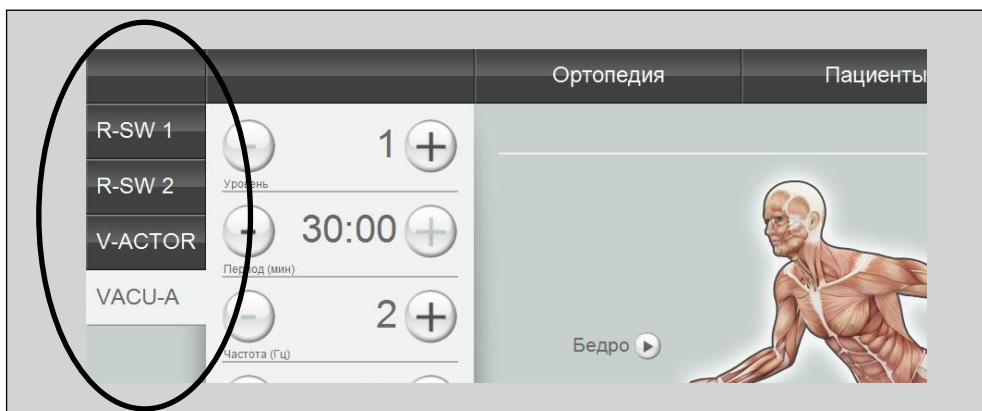 Ортопедия Пациенты
R-SW 1
R-SW 2
V-ACTOR
VACU-A
1
Уровень
30:00
Период (мин)
2
Частота (Гц)
Бедро